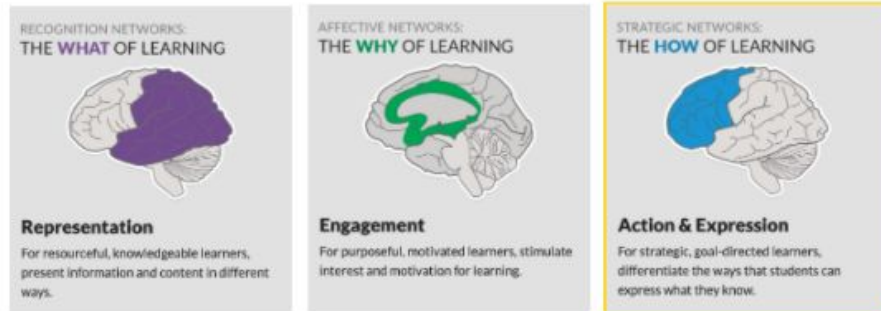 RECOGNITION NETWORKS:
THE WHAT OF LEARNING
Representation
For resourceful, knowledgeable learners,
present information and content in different
ways.
AFFECTIVE NETWORKS:
THE WHY OF LEARNING
Engagement
For purposeful, motivated learners, stimulate
interest and motivation for learning.
STRATEGIC NETWORKS:
THE HOW OF LEARNING
Action & Expression
For strategic, goal-directed learners,
differentiate the ways that students can
express what they know.